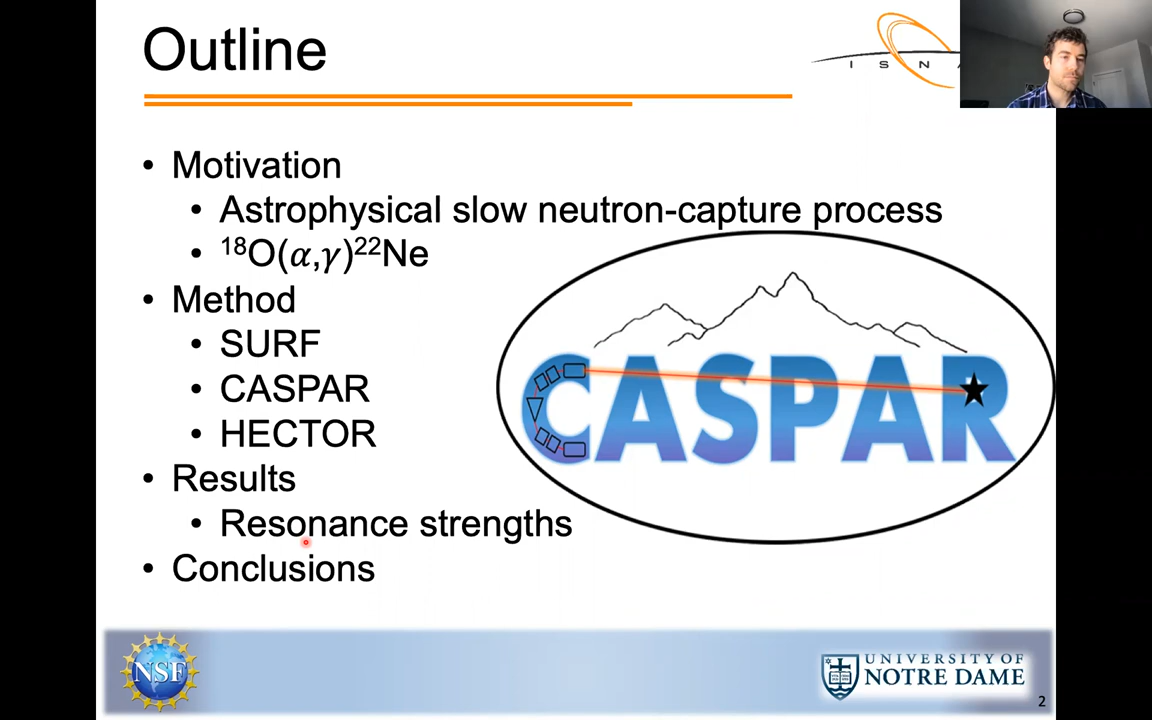 Outline
I S N A
• Motivation
• Astrophysical slow neutron-capture process
• ¹⁸O(𝛼,𝛾)²²Ne
• Method
• SURF
• CASPAR
• HECTOR
• Results
• Resonance strengths
• Conclusions
CASPAR
NSF
UNIVERSITY OF
NOTRE DAME
2